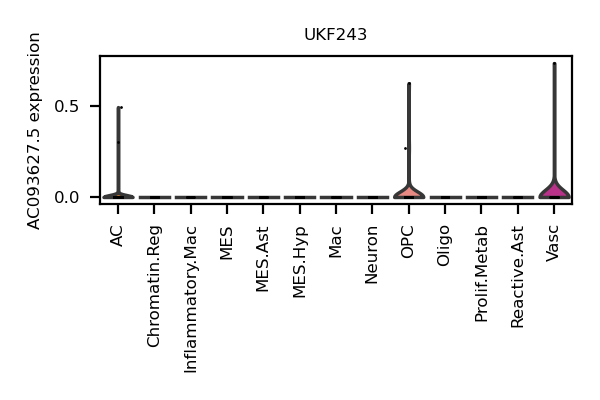 UKF243
AC093627.5 expression
0.5
0.0
AC
Chromatin.Reg
Inflammatory.Mac
MES
MES.Ast
MES.Hyp
Mac
Neuron
OPC
Oligo
Prolif.Metab
Reactive.Ast
Vasc